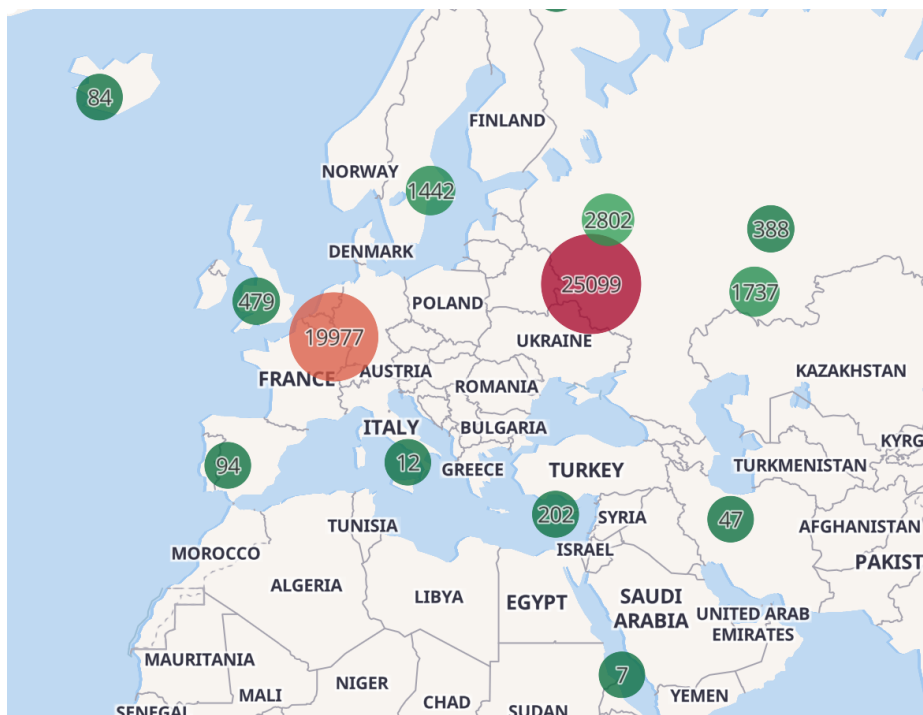 84
FINLAND
NORWAY
1442
2802
388
DENMARK
479
25099
1737
POLAND
19977
UKRAINE
FRANCE
AUSTRIA
KAZAKHSTAN
ROMANIA
ITALY
BULGARIA
KYRG
94
12
GREECE
TURKEY
TURKMENISTAN
202
SYRIA
47
TUNISIA
AFGHANISTAN
MOROCCO
ISRAEL
PAKIST
ALGERIA
LIBYA
EGYPT
SAUDI
ARABIA
UNITED ARAB
EMIRATES
MAURITANIA
7
NIGER
MALI
CHAD
YEMEN
SENEGAL
SUDAN